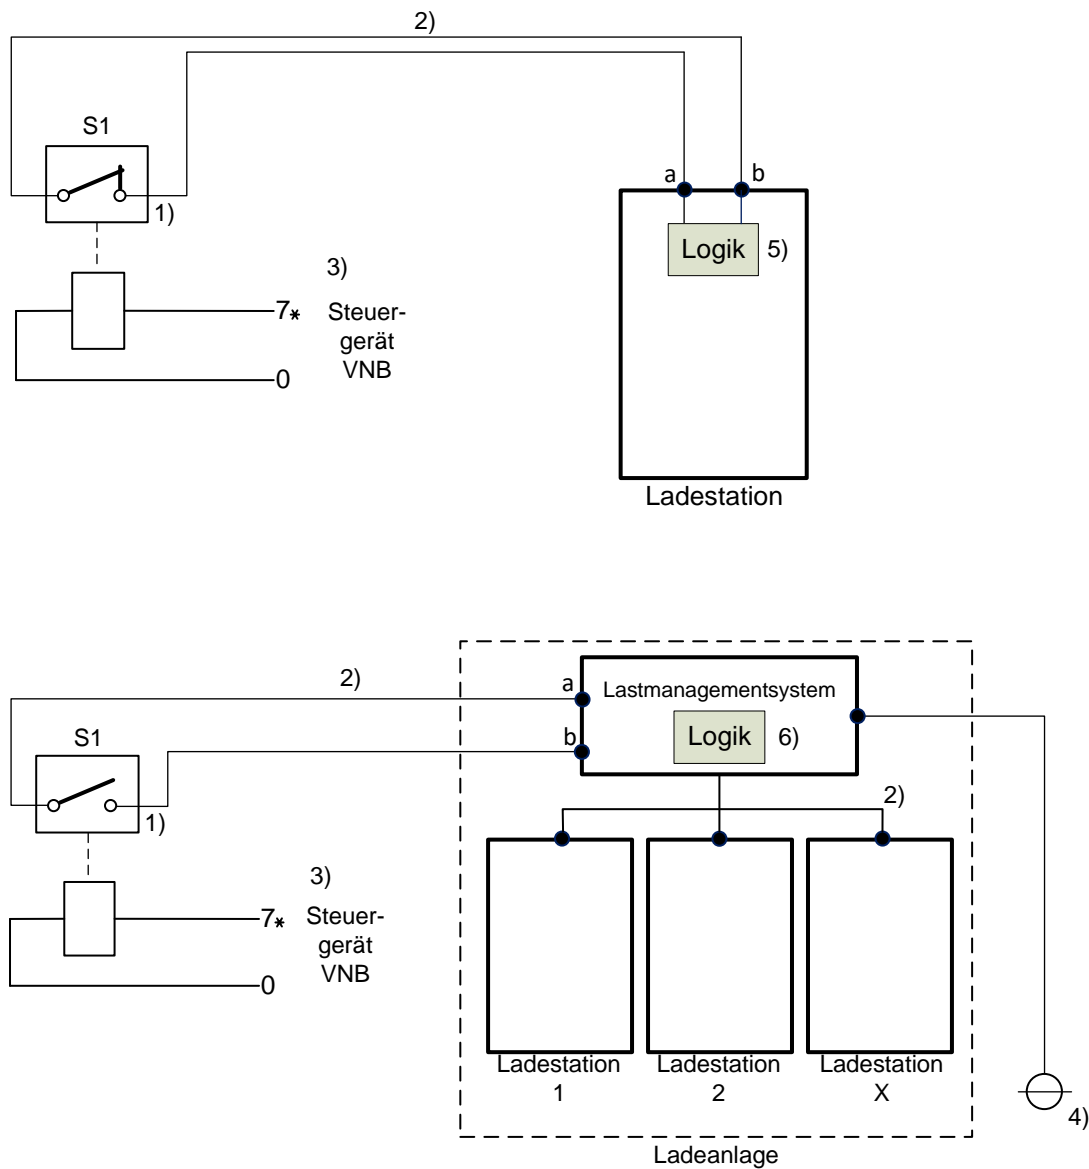 2)
S1
1)
a b
Logik 5)
3)
7* Steuer-
gerät
VNB
0
Ladestation
2)
a
Lastmanagementsystem
S1
b
Logik 6)
1)
2)
3)
7* Steuer-
gerät
VNB
0
Ladestation
1
Ladestation
2
Ladestation
X
4)
Ladeanlage